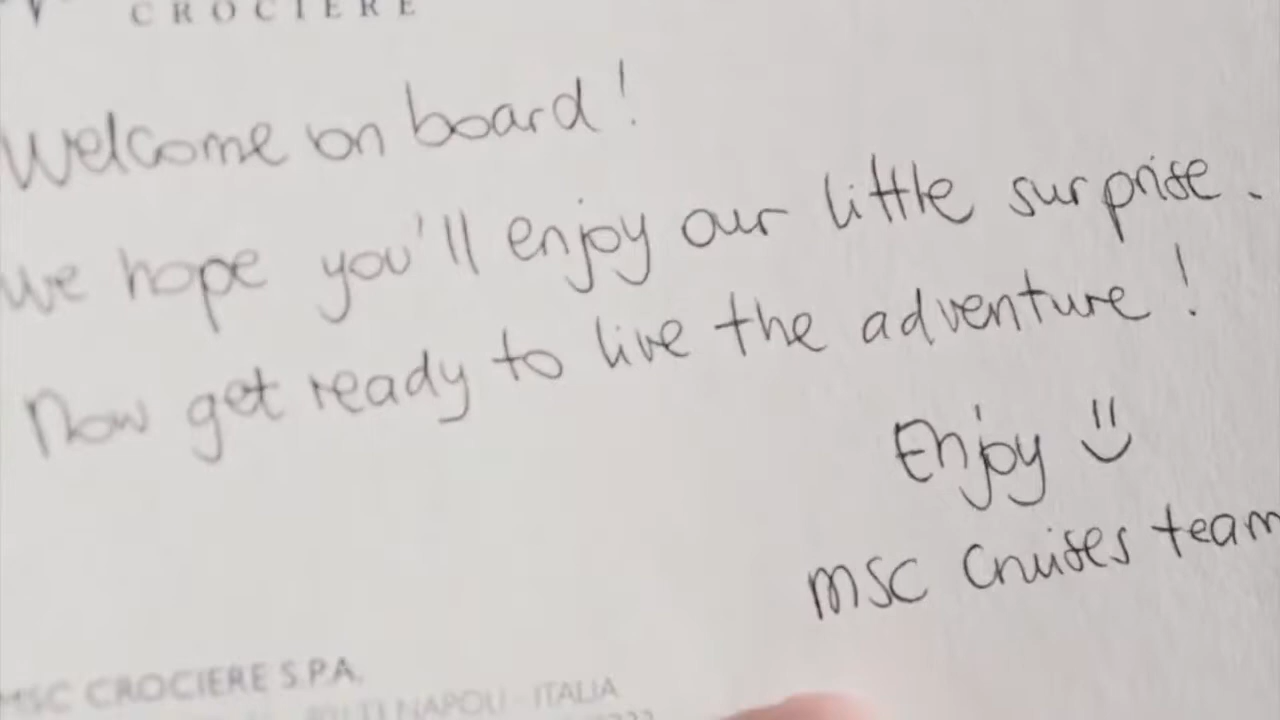 CROCIERE
Welcome on board!
We hope you'll enjoy our little surprise.
Now get ready to live the adventure!
Enjoy
MSC Cruises team
MSC CROCIERE S.P.A.
NAPOLI - ITALIA